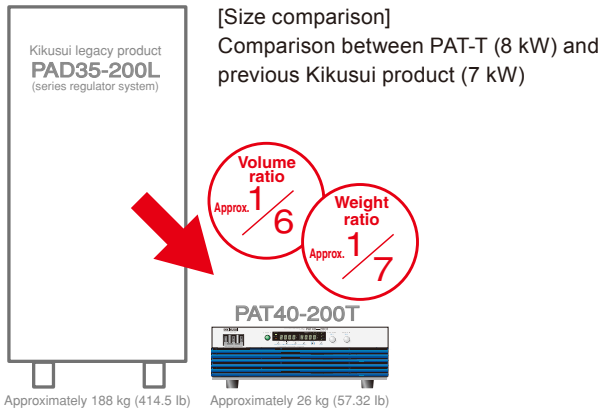 [Size comparison]
Comparison between PAT-T (8 kW) and
previous Kikusui product (7 kW)
Kikusui legacy product
PAD35-200L
(series regulator system)
Volume
ratio
Approx. 1/6
Weight
ratio
Approx. 1/7
PAT40-200T
Approximately 188 kg (414.5 lb)
Approximately 26 kg (57.32 lb)